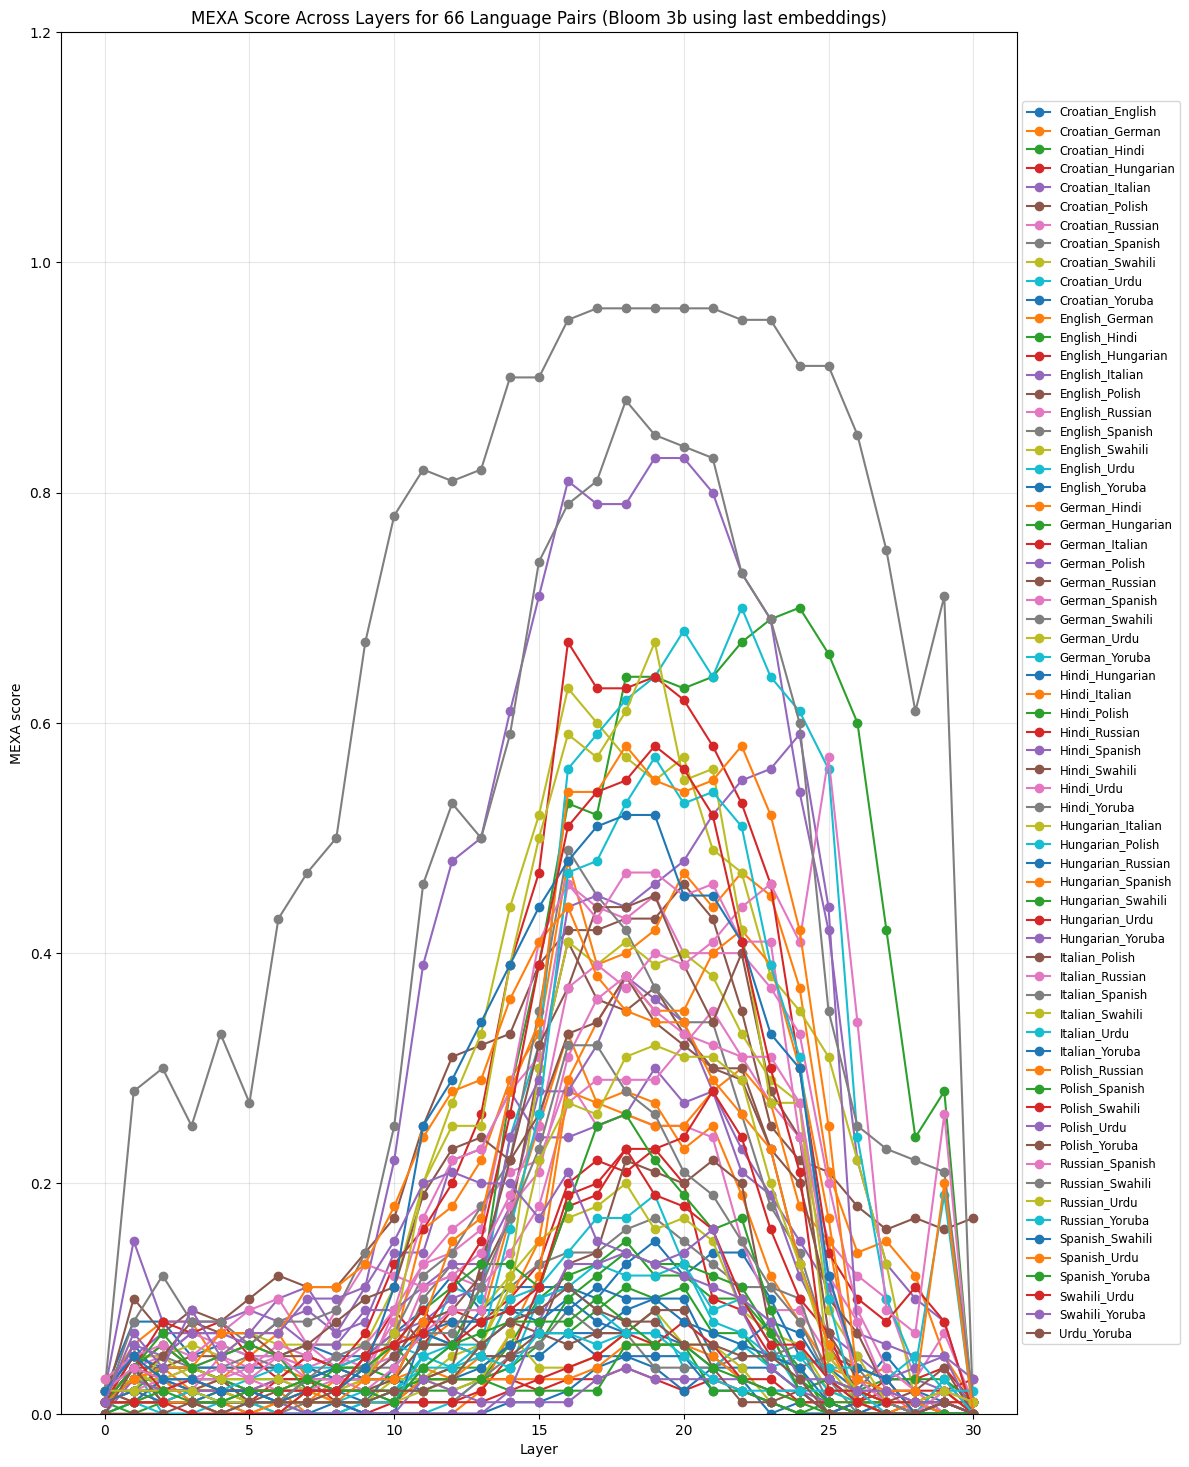 MEXA Score Across Layers for 66 Language Pairs (Bloom 3b using last embeddings)
MEXA score
1.2
1.0
0.8
0.6
0.4
0.2
0.0
0
5
10
15
20
25
30
Layer
Croatian_English
Croatian_German
Croatian_Hindi
Croatian_Hungarian
Croatian_Italian
Croatian_Polish
Croatian_Russian
Croatian_Spanish
Croatian_Swahili
Croatian_Urdu
Croatian_Yoruba
English_German
English_Hindi
English_Hungarian
English_Italian
English_Polish
English_Russian
English_Spanish
English_Swahili
English_Urdu
English_Yoruba
German_Hindi
German_Hungarian
German_Italian
German_Polish
German_Russian
German_Spanish
German_Swahili
German_Urdu
German_Yoruba
Hindi_Hungarian
Hindi_Italian
Hindi_Polish
Hindi_Russian
Hindi_Spanish
Hindi_Swahili
Hindi_Urdu
Hindi_Yoruba
Hungarian_Italian
Hungarian_Polish
Hungarian_Russian
Hungarian_Spanish
Hungarian_Swahili
Hungarian_Urdu
Hungarian_Yoruba
Italian_Polish
Italian_Russian
Italian_Spanish
Italian_Swahili
Italian_Urdu
Italian_Yoruba
Polish_Russian
Polish_Spanish
Polish_Swahili
Polish_Urdu
Polish_Yoruba
Russian_Spanish
Russian_Swahili
Russian_Urdu
Russian_Yoruba
Spanish_Swahili
Spanish_Urdu
Spanish_Yoruba
Swahili_Urdu
Swahili_Yoruba
Urdu_Yoruba